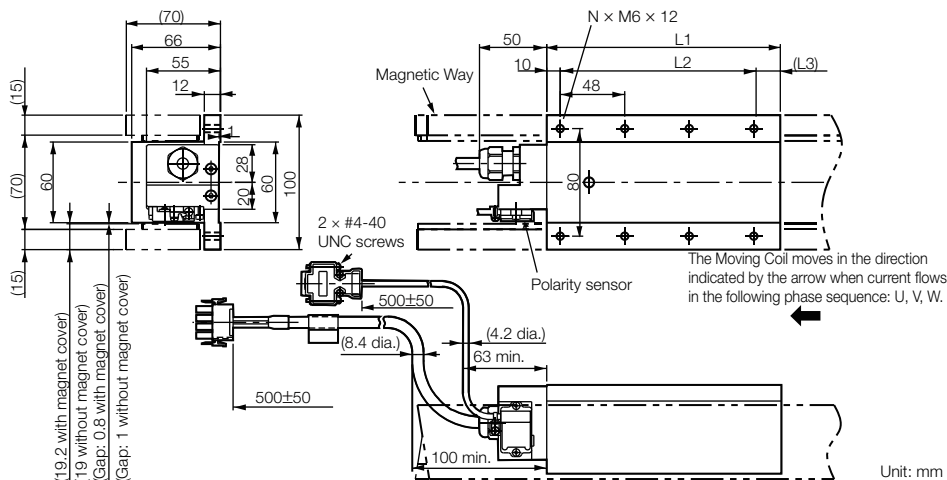 (70)
66
55
12
1
(15)
(70)
(15)
60
28
20
60
100
50
N × M6 × 12
L1
10
L2
(L3)
48
Magnetic Way
80
2 × #4-40
UNC screws
Polarity sensor
The Moving Coil moves in the direction
indicated by the arrow when current flows
in the following phase sequence: U, V, W.
500±50
(4.2 dia.)
(8.4 dia.)
63 min.
500±50
100 min.
(19.2 with magnet cover)
(19 without magnet cover)
(Gap: 0.8 with magnet cover)
(Gap: 1 without magnet cover)
Unit: mm